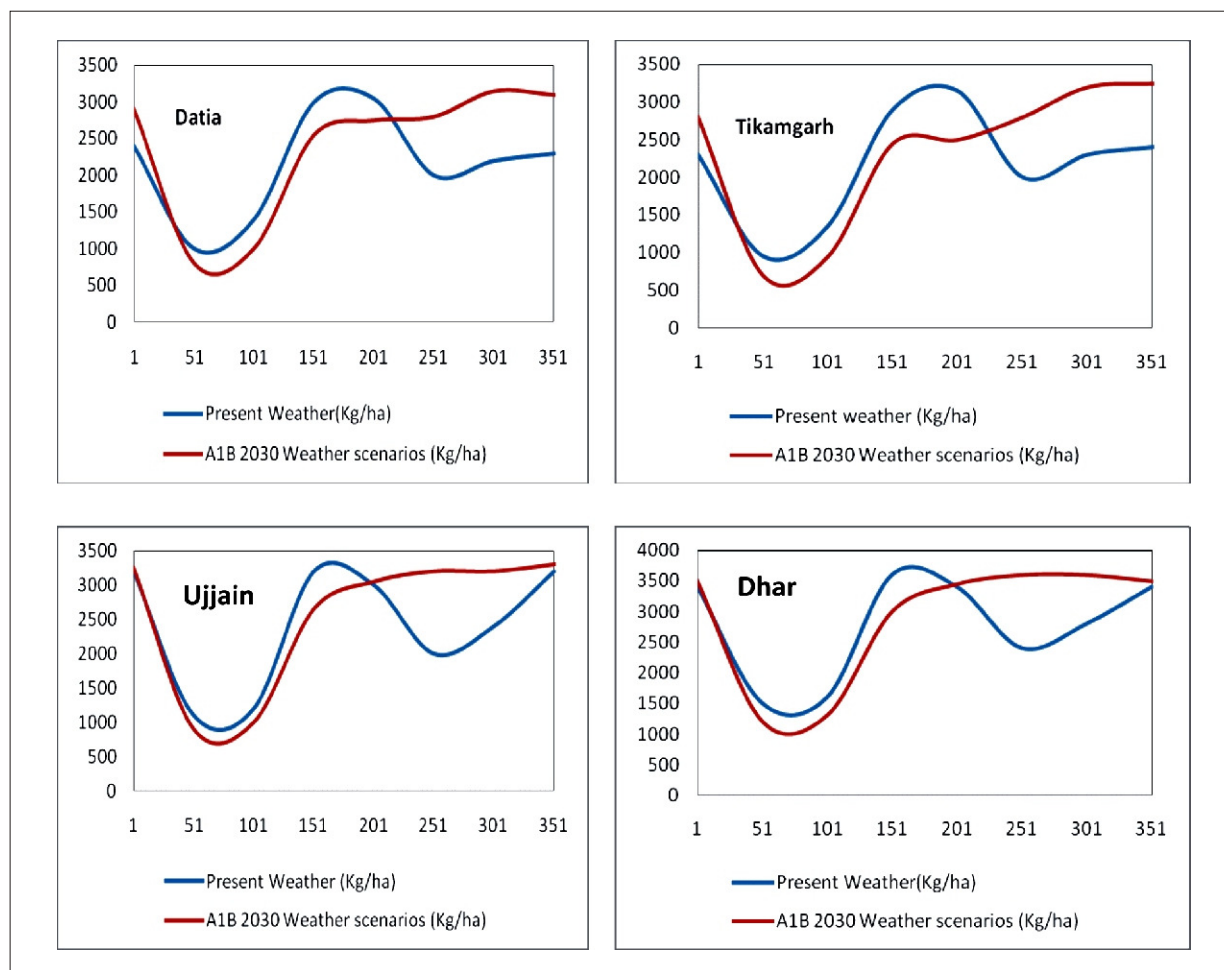 Datia
3500
3000
2500
2000
1500
1000
500
0
1 51 101 151 201 251 301 351
Present Weather(Kg/ha)
A1B 2030 Weather scenarios (Kg/ha)
Tikamgarh
3500
3000
2500
2000
1500
1000
500
0
1 51 101 151 201 251 301 351
Present weather (Kg/ha)
A1B 2030 Weather scenarios (Kg/ha)
Ujjain
3500
3000
2500
2000
1500
1000
500
0
1 51 101 151 201 251 301 351
Present Weather (Kg/ha)
A1B 2030 Weather scenarios (Kg/ha)
Dhar
4000
3500
3000
2500
2000
1500
1000
500
0
1 51 101 151 201 251 301 351
Present Weather(Kg/ha)
A1B 2030 Weather scenarios (Kg/ha)